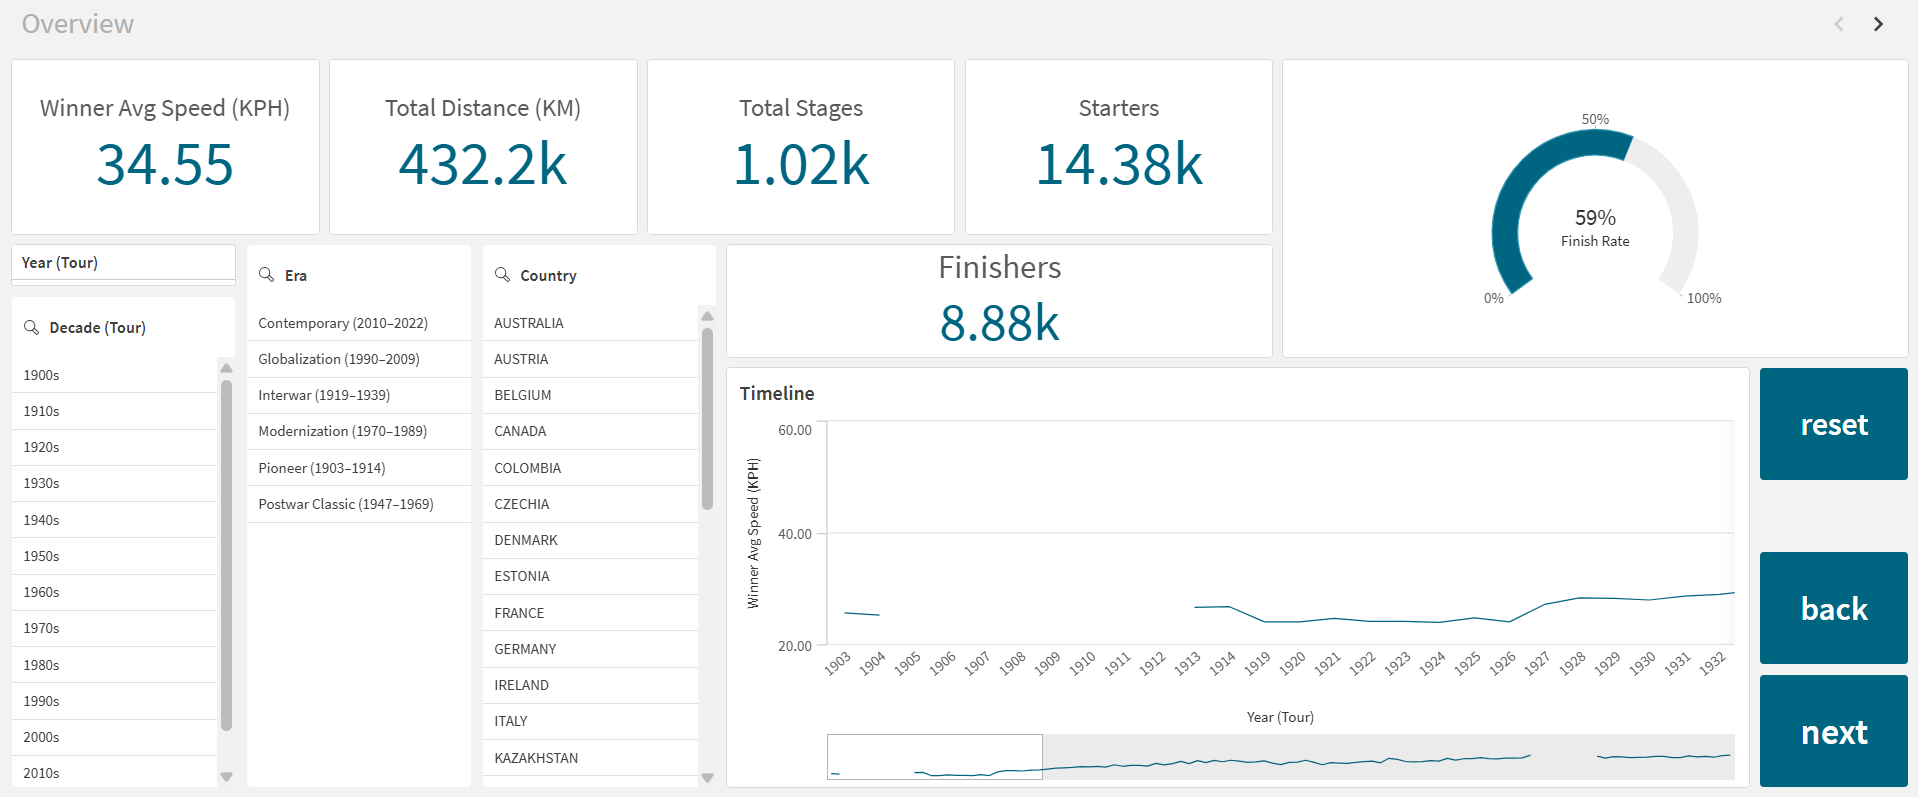 Overview
Winner Avg Speed (KPH)
34.55
Total Distance (KM)
432.2k
Total Stages
1.02k
Starters
14.38k
50%
59%
Finish Rate
0%
100%
Year (Tour)
Decade (Tour)
1900s
1910s
1920s
1930s
1940s
1950s
1960s
1970s
1980s
1990s
2000s
2010s
Era
Contemporary (2010–2022)
Globalization (1990–2009)
Interwar (1919–1939)
Modernization (1970–1989)
Pioneer (1903–1914)
Postwar Classic (1947–1969)
Country
AUSTRALIA
AUSTRIA
BELGIUM
CANADA
COLOMBIA
CZECHIA
DENMARK
ESTONIA
FRANCE
GERMANY
IRELAND
ITALY
KAZAKHSTAN
Finishers
8.88k
Timeline
Winner Avg Speed (KPH)
60.00
40.00
20.00
1903
1904
1905
1906
1907
1908
1909
1910
1911
1912
1913
1914
1919
1920
1921
1922
1923
1924
1925
1926
1927
1928
1929
1930
1931
1932
Year (Tour)
reset
back
next